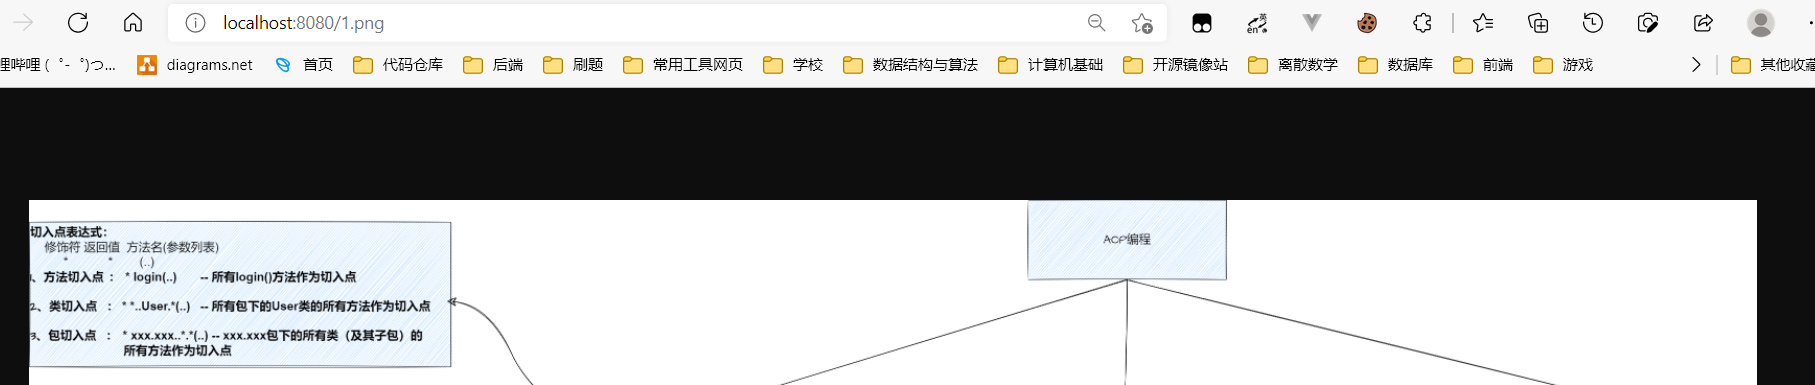 localhost:8080/1.png
英
en
哩哔哩 ( ゜- ゜)つ... diagrams.net 首页 代码仓库 后端 刷题 常用工具网页 学校 数据结构与算法 计算机基础 开源镜像站 离散数学 数据库 前端 游戏 其他收藏
切入点表达式：
修饰符 返回值 方法名(参数列表)
* * (..)
1、方法切入点 ： * login(..) -- 所有login()方法作为切入点
2、类切入点 ： * *..User.*(..) -- 所有包下的User类的所有方法作为切入点
3、包切入点 ： * xxx.xxx..*.*(..) -- xxx.xxx包下的所有类（及其子包）的
所有方法作为切入点
AOP编程